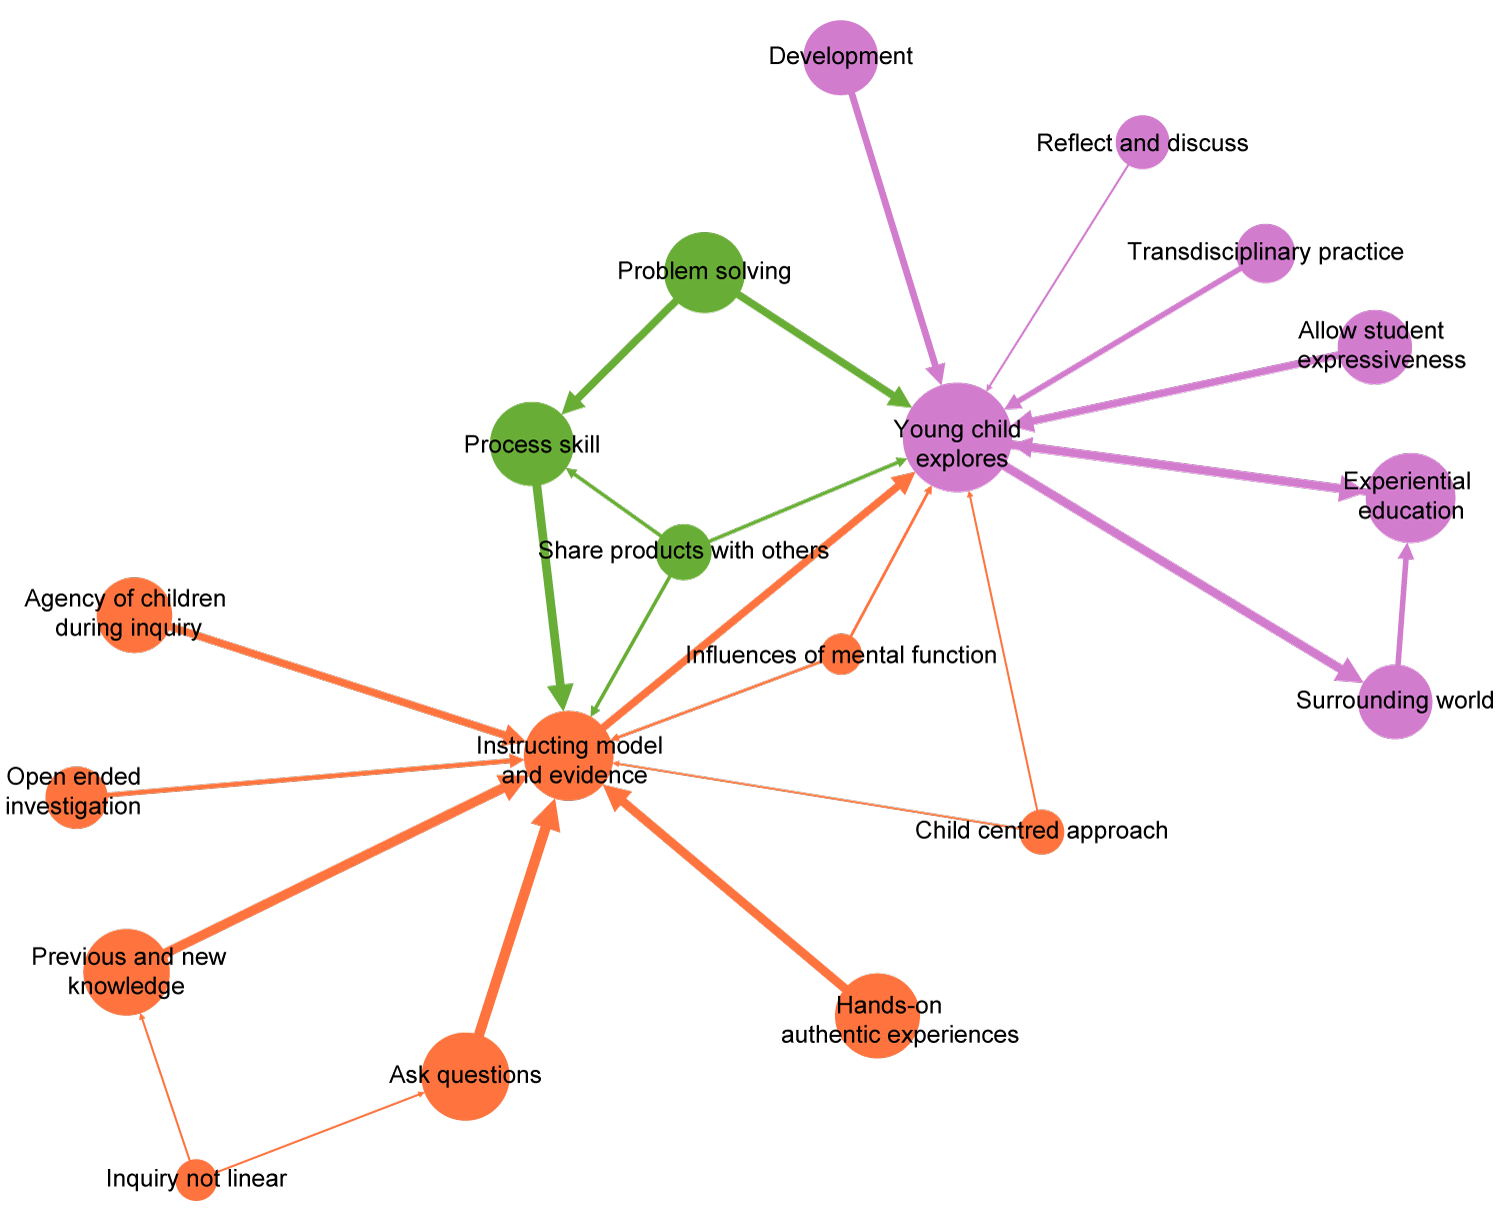 Development
Reflect and discuss
Transdisciplinary practice
Problem solving
Allow student
expressiveness
Young child
explores
Process skill
Experiential
education
Share products with others
Agency of children
during inquiry
Influences of mental function
Surrounding world
Instructing model
and evidence
Open ended
investigation
Child centred approach
Previous and new
knowledge
Hands-on
authentic experiences
Ask questions
Inquiry not linear